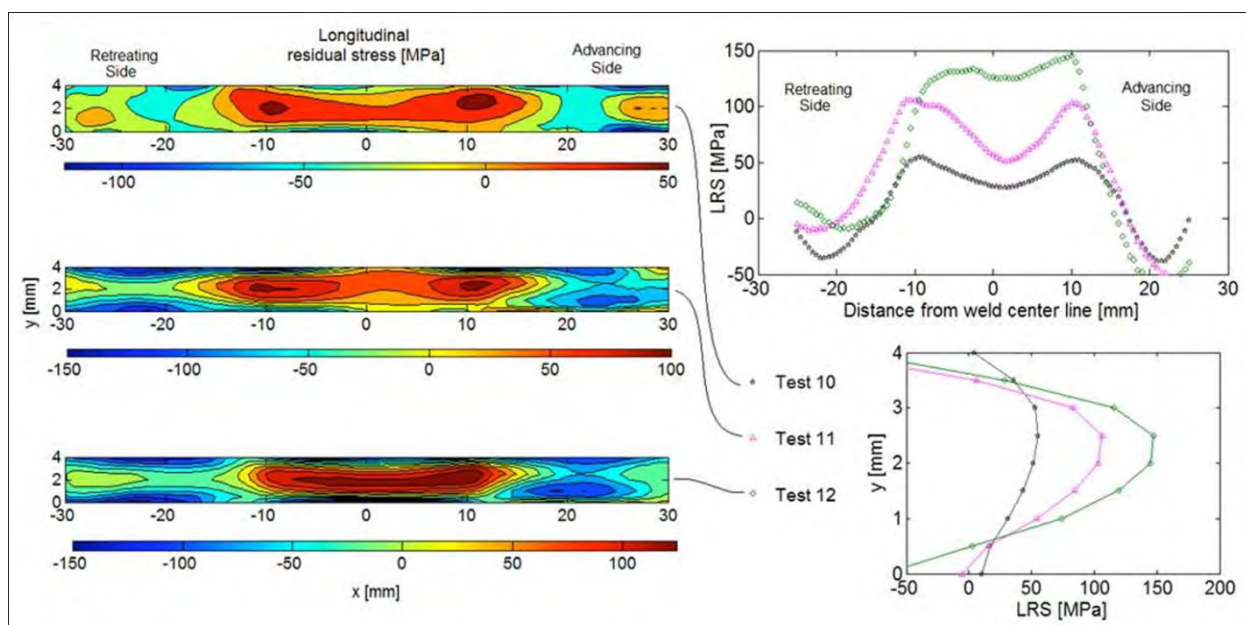 Longitudinal
residual stress [MPa]
Retreating
Side
Advancing
Side
4
2
0
-30 -20 -10 0 10 20 30
-100 -50 0 50
4
2
0
-30 -20 -10 0 10 20 30
-150 -100 -50 0 50 100
y [mm]
4
2
0
-30 -20 -10 0 10 20 30
-150 -100 -50 0 50 100
x [mm]
150
100
50
0
-50
LRS [MPa]
Retreating
Side
Advancing
Side
-30 -20 -10 0 10 20 30
Distance from weld center line [mm]
Test 10
Test 11
Test 12
4
3
2
1
0
y [mm]
-50 0 50 100 150 200
LRS [MPa]